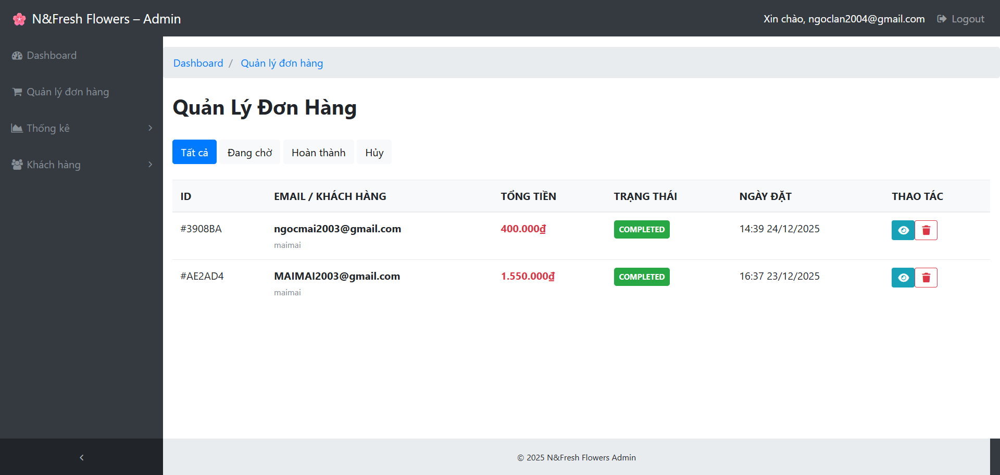 N&Fresh Flowers – Admin
Xin chào, ngoclan2004@gmail.com Logout
Dashboard
Quản lý đơn hàng
Thống kê
Khách hàng
Dashboard / Quản lý đơn hàng
Quản Lý Đơn Hàng
Tất cả Đang chờ Hoàn thành Hủy
ID EMAIL / KHÁCH HÀNG TỔNG TIỀN TRẠNG THÁI NGÀY ĐẶT THAO TÁC
#3908BA ngocmai2003@gmail.com 400.000₫ COMPLETED 14:39 24/12/2025
maimai
#AE2AD4 MAIMAI2003@gmail.com 1.550.000₫ COMPLETED 16:37 23/12/2025
maimai
© 2025 N&Fresh Flowers Admin